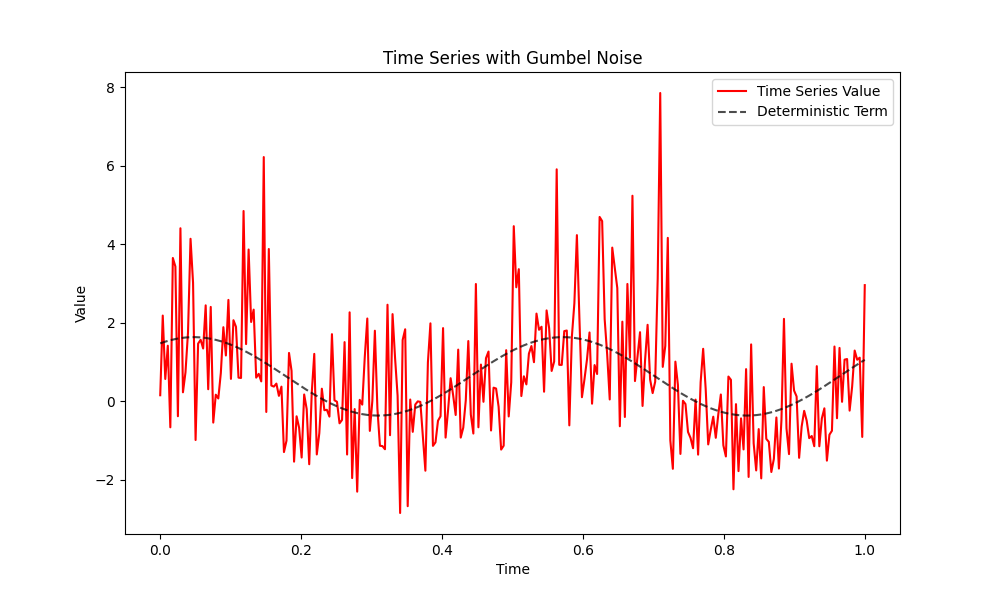 Time Series with Gumbel Noise
Time Series Value
Deterministic Term
Value
8
6
4
2
0
−2
0.0
0.2
0.4
0.6
0.8
1.0
Time